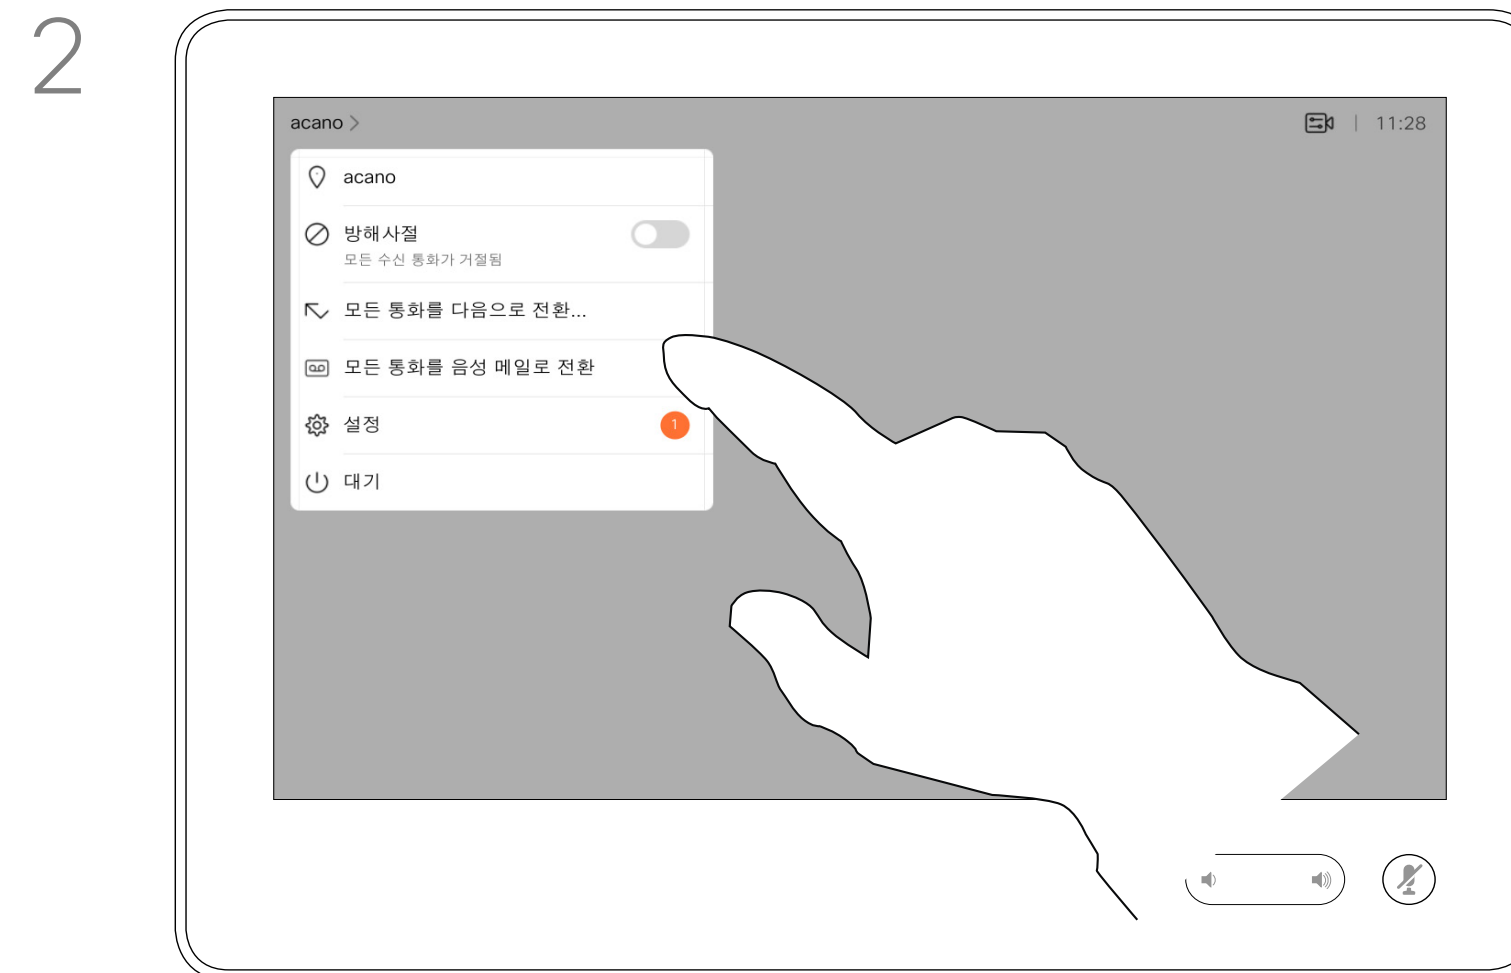 2
acano >
11:28
acano
방해사절
모든 수신 통화가 거절됨
모든 통화를 다음으로 전환...
모든 통화를 음성 메일로 전환
설정
1
대기